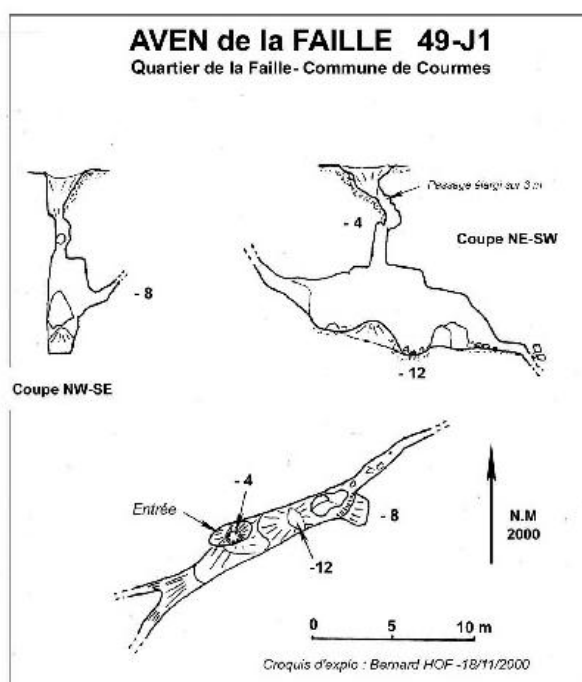 AVEN de la FAILLE 49-J1
Quartier de la Faille- Commune de Courmes
Passage élargi sur 3 m
- 4
Coupe NE-SW
- 8
- 12
Coupe NW-SE
- 4
Entrée
- 8
-12
N.M
2000
0 5 10 m
Croquis d'explo : Bernard HOF -18/11/2000